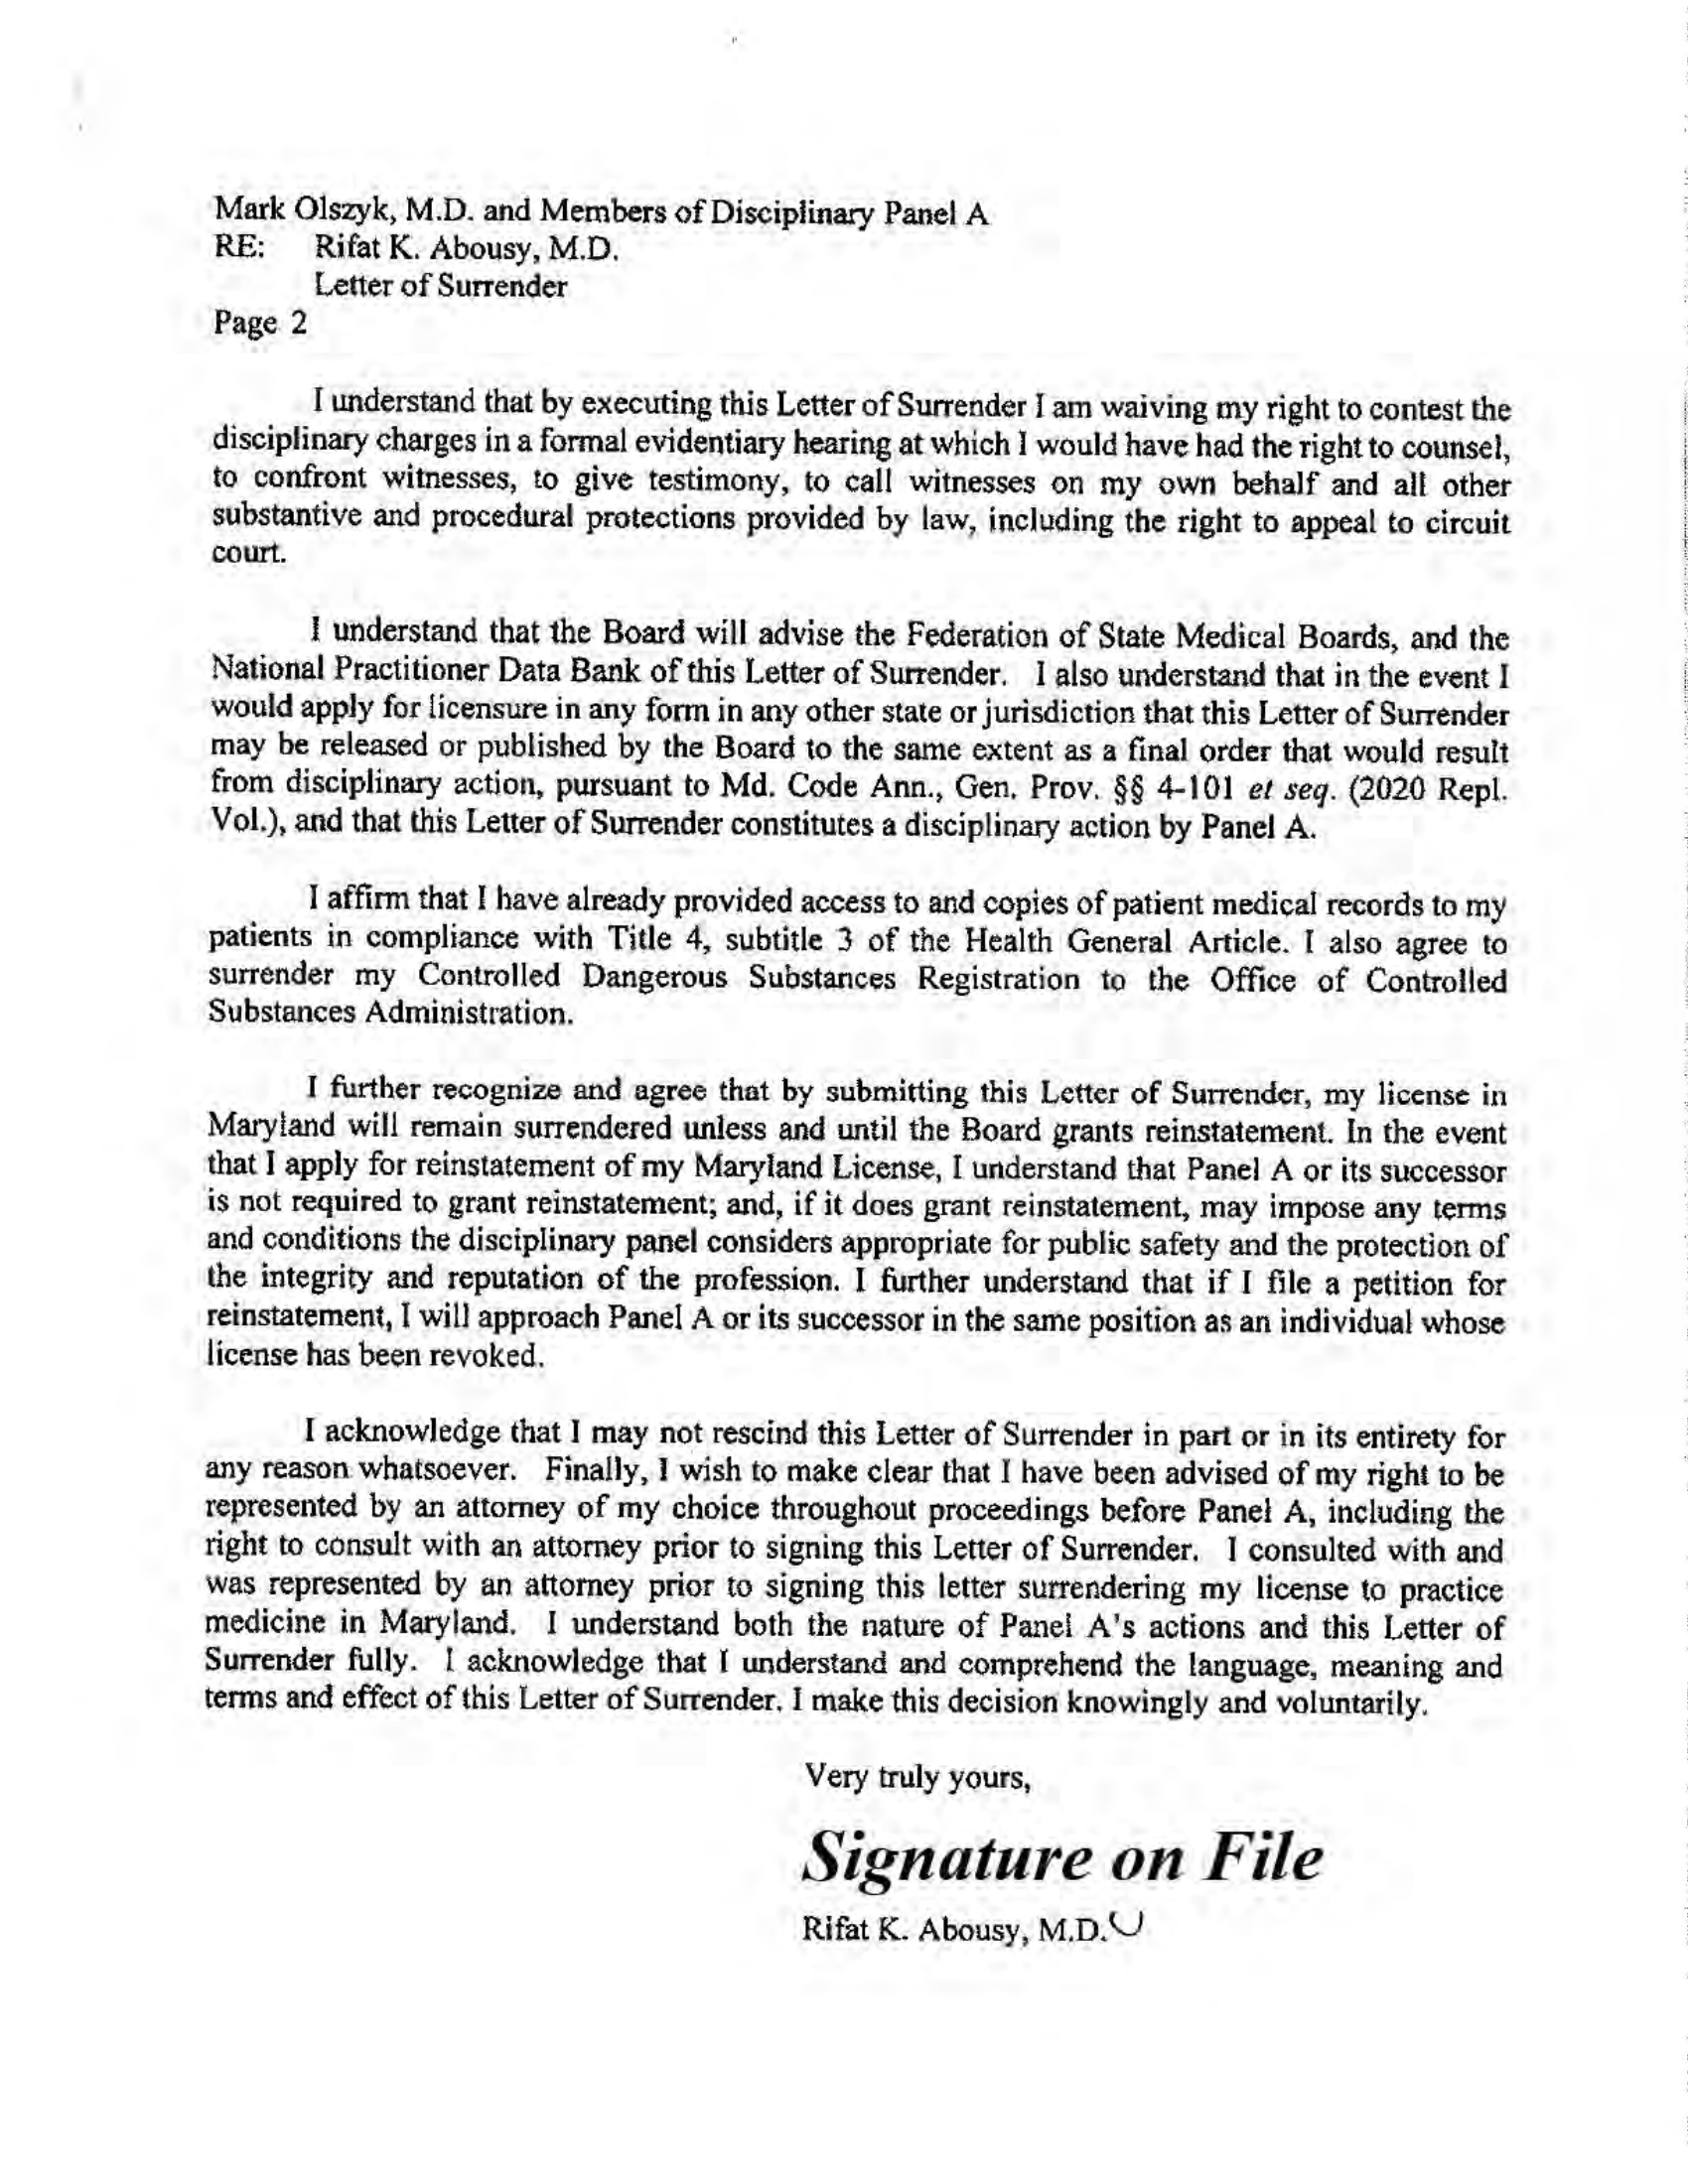 Mark Olszyk, M.D. and Members of Disciplinary Panel A
RE: Rifat K. Abousy, M.D.
Letter of Surrender
Page 2
I understand that by executing this Letter of Surrender I am waiving my right to contest the
disciplinary charges in a formal evidentiary hearing at which I would have had the right to counsel,
to confront witnesses, to give testimony, to call witnesses on my own behalf and all other
substantive and procedural protections provided by law, including the right to appeal to circuit
court.
I understand that the Board will advise the Federation of State Medical Boards, and the
National Practitioner Data Bank of this Letter of Surrender. I also understand that in the event I
would apply for licensure in any form in any other state or jurisdiction that this Letter of Surrender
may be released or published by the Board to the same extent as a final order that would result
from disciplinary action, pursuant to Md. Code Ann., Gen. Prov. §§ 4-101 et seq. (2020 Repl.
Vol.), and that this Letter of Surrender constitutes a disciplinary action by Panel A.
I affirm that I have already provided access to and copies of patient medical records to my
patients in compliance with Title 4, subtitle 3 of the Health General Article. I also agree to
surrender my Controlled Dangerous Substances Registration to the Office of Controlled
Substances Administration.
I further recognize and agree that by submitting this Letter of Surrender, my license in
Maryland will remain surrendered unless and until the Board grants reinstatement. In the event
that I apply for reinstatement of my Maryland License, I understand that Panel A or its successor
is not required to grant reinstatement; and, if it does grant reinstatement, may impose any terms
and conditions the disciplinary panel considers appropriate for public safety and the protection of
the integrity and reputation of the profession. I further understand that if I file a petition for
reinstatement, I will approach Panel A or its successor in the same position as an individual whose
license has been revoked.
I acknowledge that I may not rescind this Letter of Surrender in part or in its entirety for
any reason whatsoever. Finally, I wish to make clear that I have been advised of my right to be
represented by an attorney of my choice throughout proceedings before Panel A, including the
right to consult with an attorney prior to signing this Letter of Surrender. I consulted with and
was represented by an attorney prior to signing this letter surrendering my license to practice
medicine in Maryland. I understand both the nature of Panel A's actions and this Letter of
Surrender fully. I acknowledge that I understand and comprehend the language, meaning and
terms and effect of this Letter of Surrender. I make this decision knowingly and voluntarily.
Very truly yours,
Signature on File
Rifat K. Abousy, M.D.